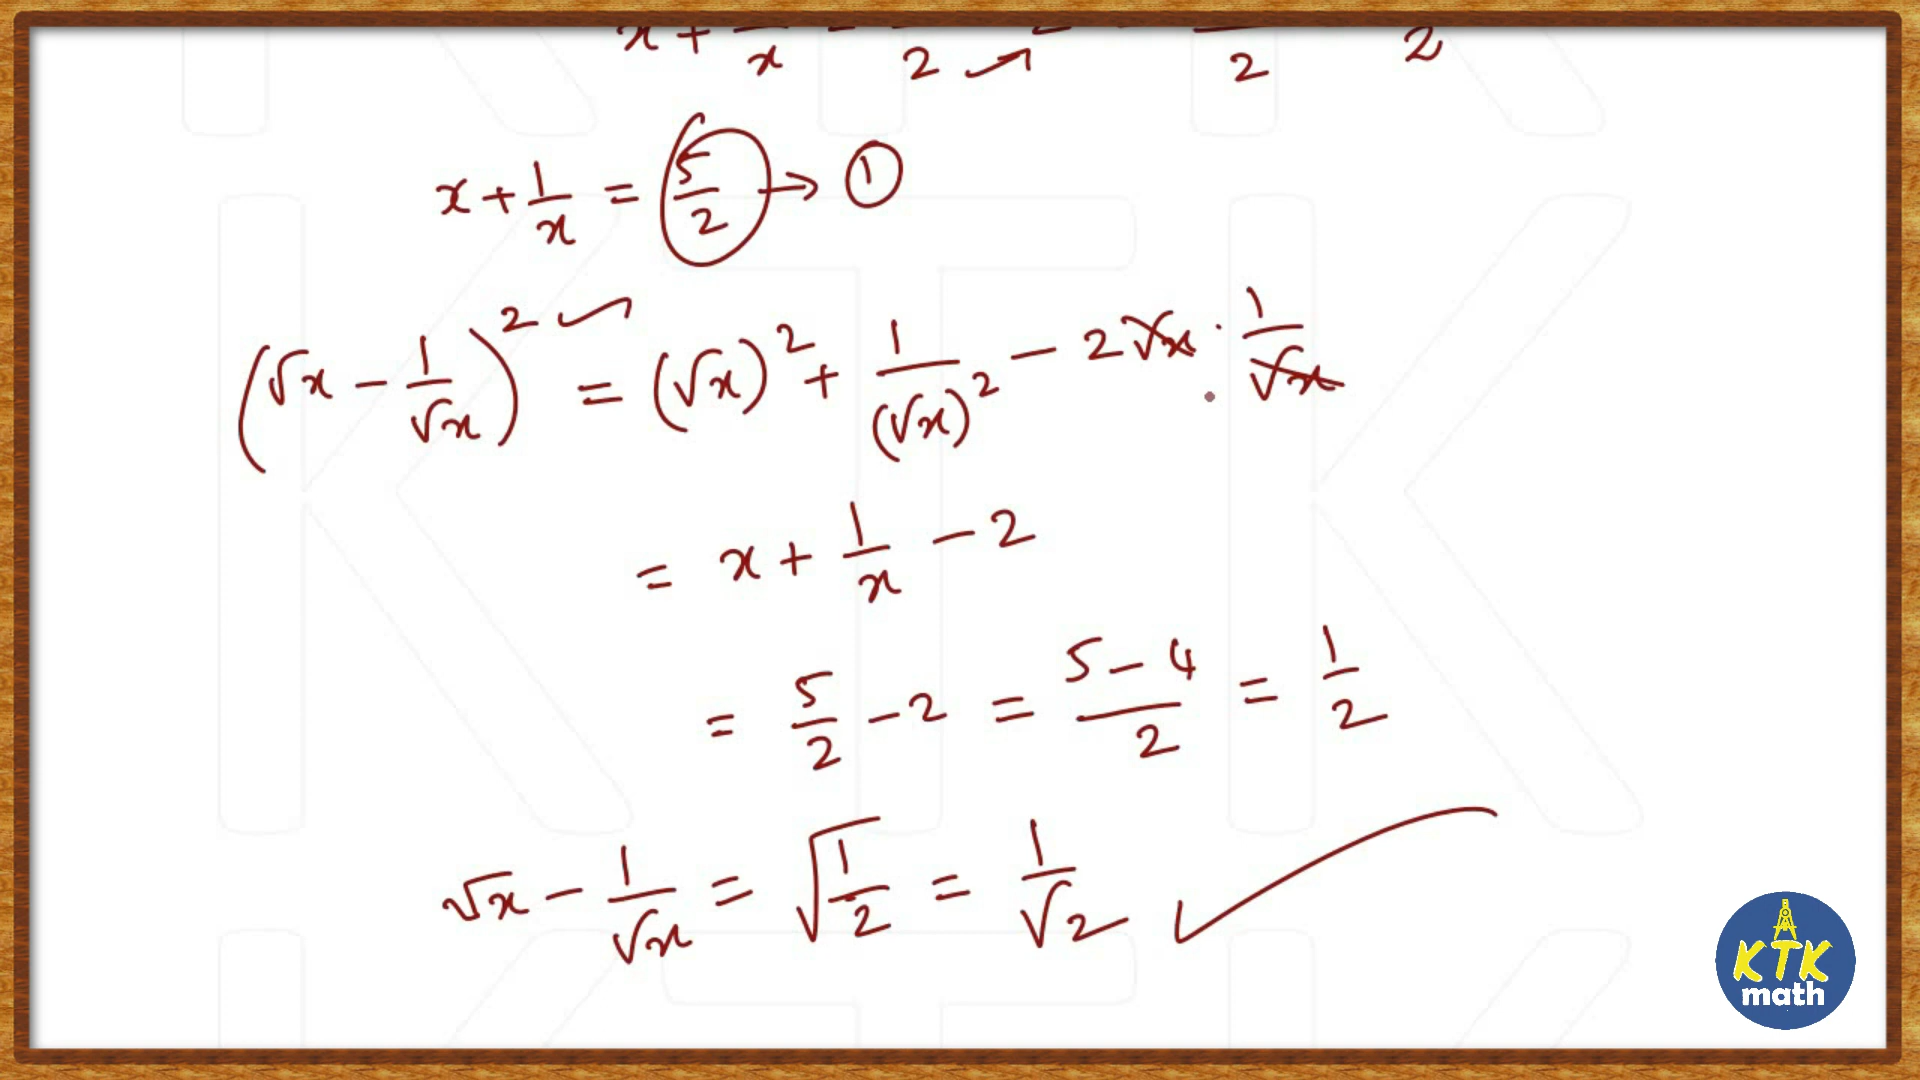 x + 1/x = 5/2 → ①
(√x − 1/√x)² = (√x)² + 1/(√x)² − 2√x · 1/√x
= x + 1/x − 2
= 5/2 − 2 = (5 − 4)/2 = 1/2
√x − 1/√x = √(1/2) = 1/√2
KTK
math